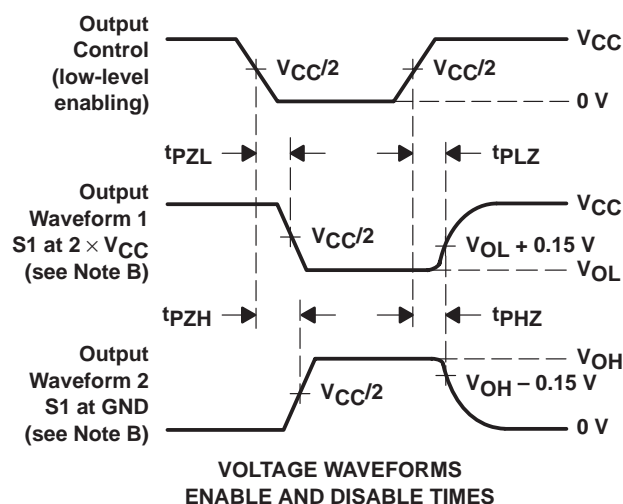 Output
Control
(low-level
enabling)
VCC/2
VCC/2
VCC
0 V
tPZL
tPLZ
Output
Waveform 1
S1 at 2 × VCC
(see Note B)
VCC/2
VCC
VOL + 0.15 V
VOL
tPZH
tPHZ
Output
Waveform 2
S1 at GND
(see Note B)
VCC/2
VOH
VOH – 0.15 V
0 V
VOLTAGE WAVEFORMS
ENABLE AND DISABLE TIMES